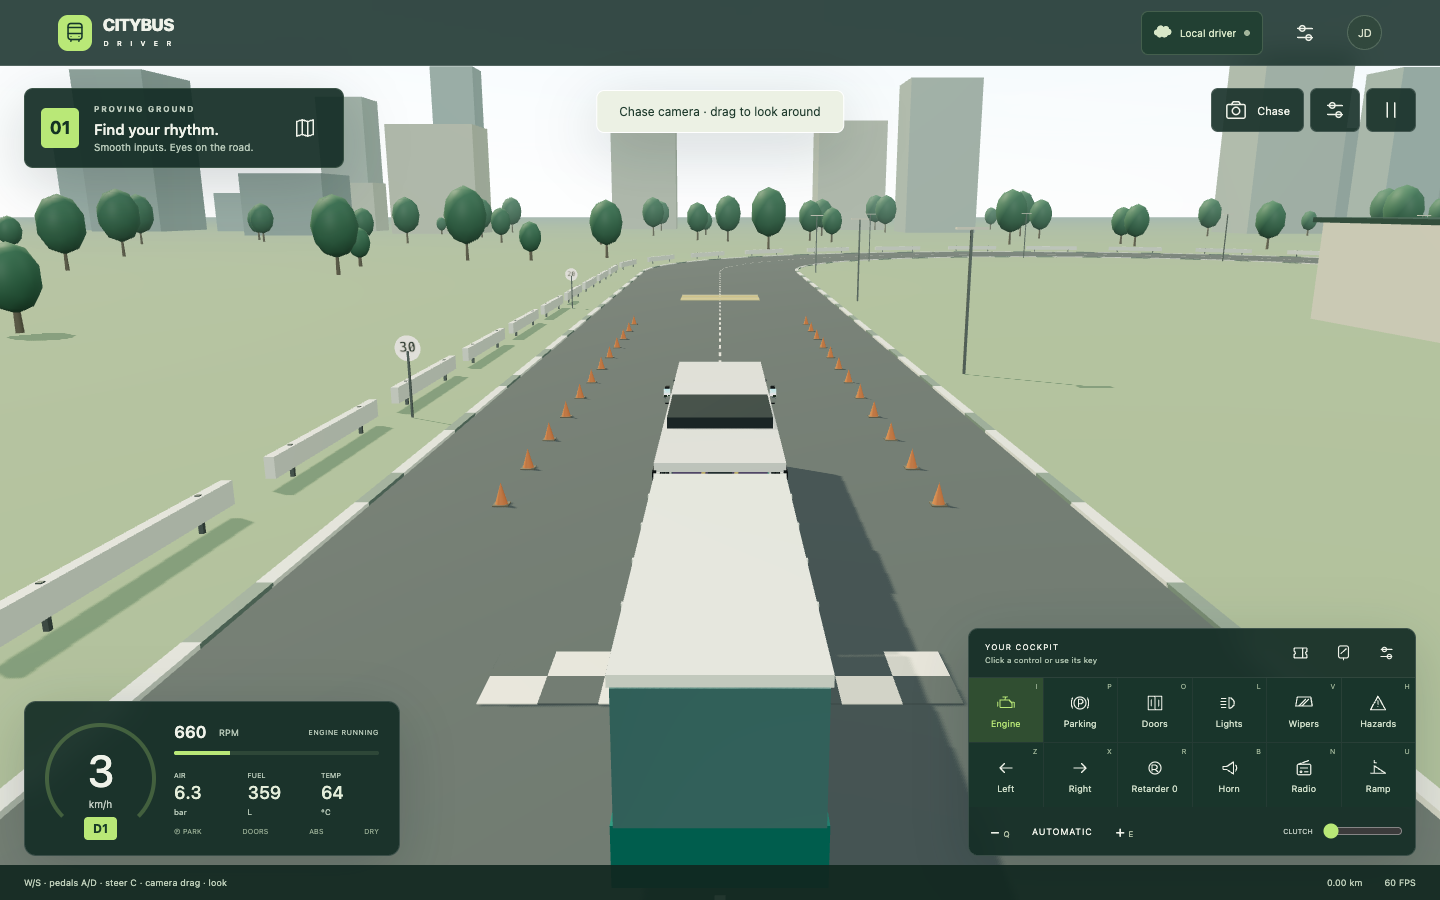 CITYBUS
DRIVER
Local driver
JD
01
PROVING GROUND
Find your rhythm.
Smooth inputs. Eyes on the road.
Chase camera · drag to look around
Chase
30
YOUR COCKPIT
Click a control or use its key
I
Engine
P
Parking
O
Doors
L
Lights
V
Wipers
H
Hazards
Z
Left
X
Right
R
Retarder 0
B
Horn
N
Radio
U
Ramp
Q
AUTOMATIC
E
CLUTCH
3
km/h
D1
660 RPM
ENGINE RUNNING
AIR
6.3
bar
FUEL
359
L
TEMP
64
°C
Ⓟ PARK
DOORS
ABS
DRY
W/S · pedals A/D · steer C · camera drag · look
0.00 km
60 FPS